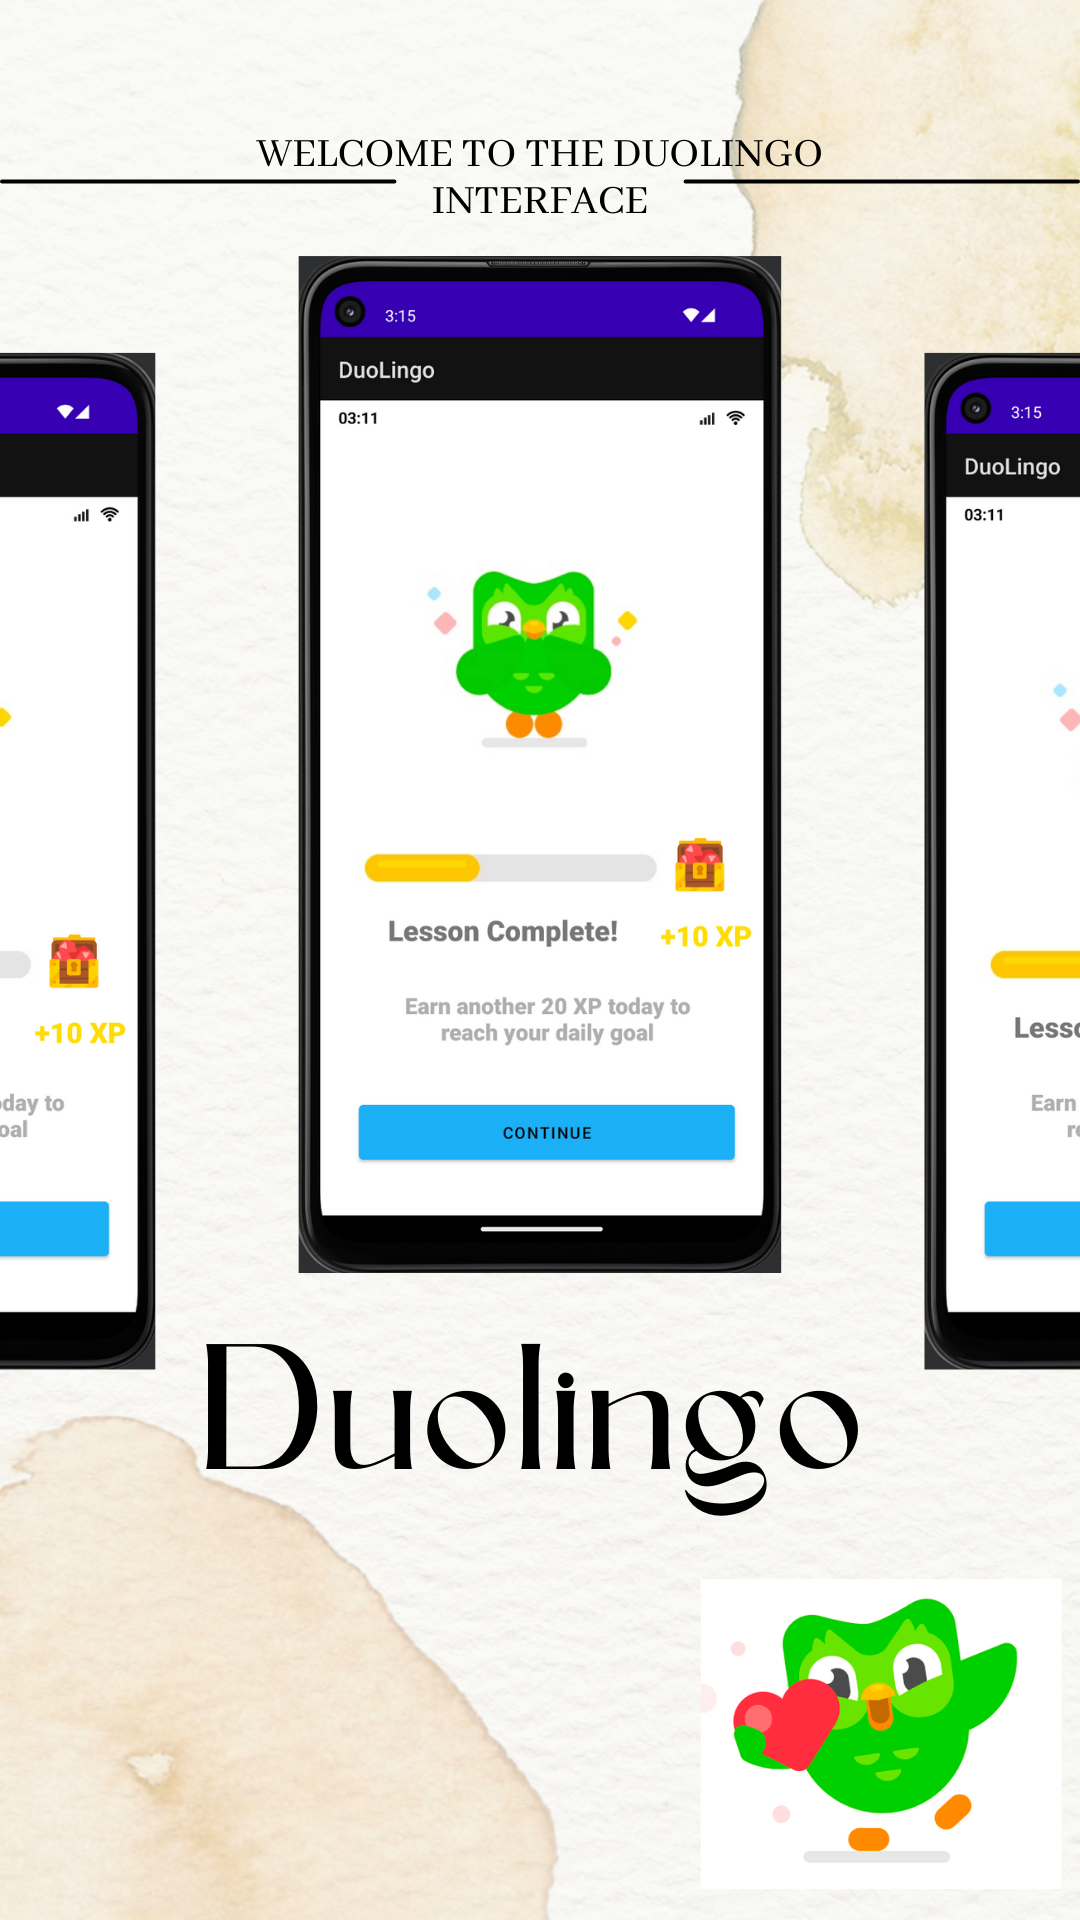 WELCOME TO THE DUOLINGO
INTERFACE
3:15
DuoLingo
03:11
Lesson Complete!
+10 XP
Earn another 20 XP today to
reach your daily goal
CONTINUE
+10 XP
day to
oal
3:15
DuoLingo
03:11
Lesso
Earn
re
Duolingo